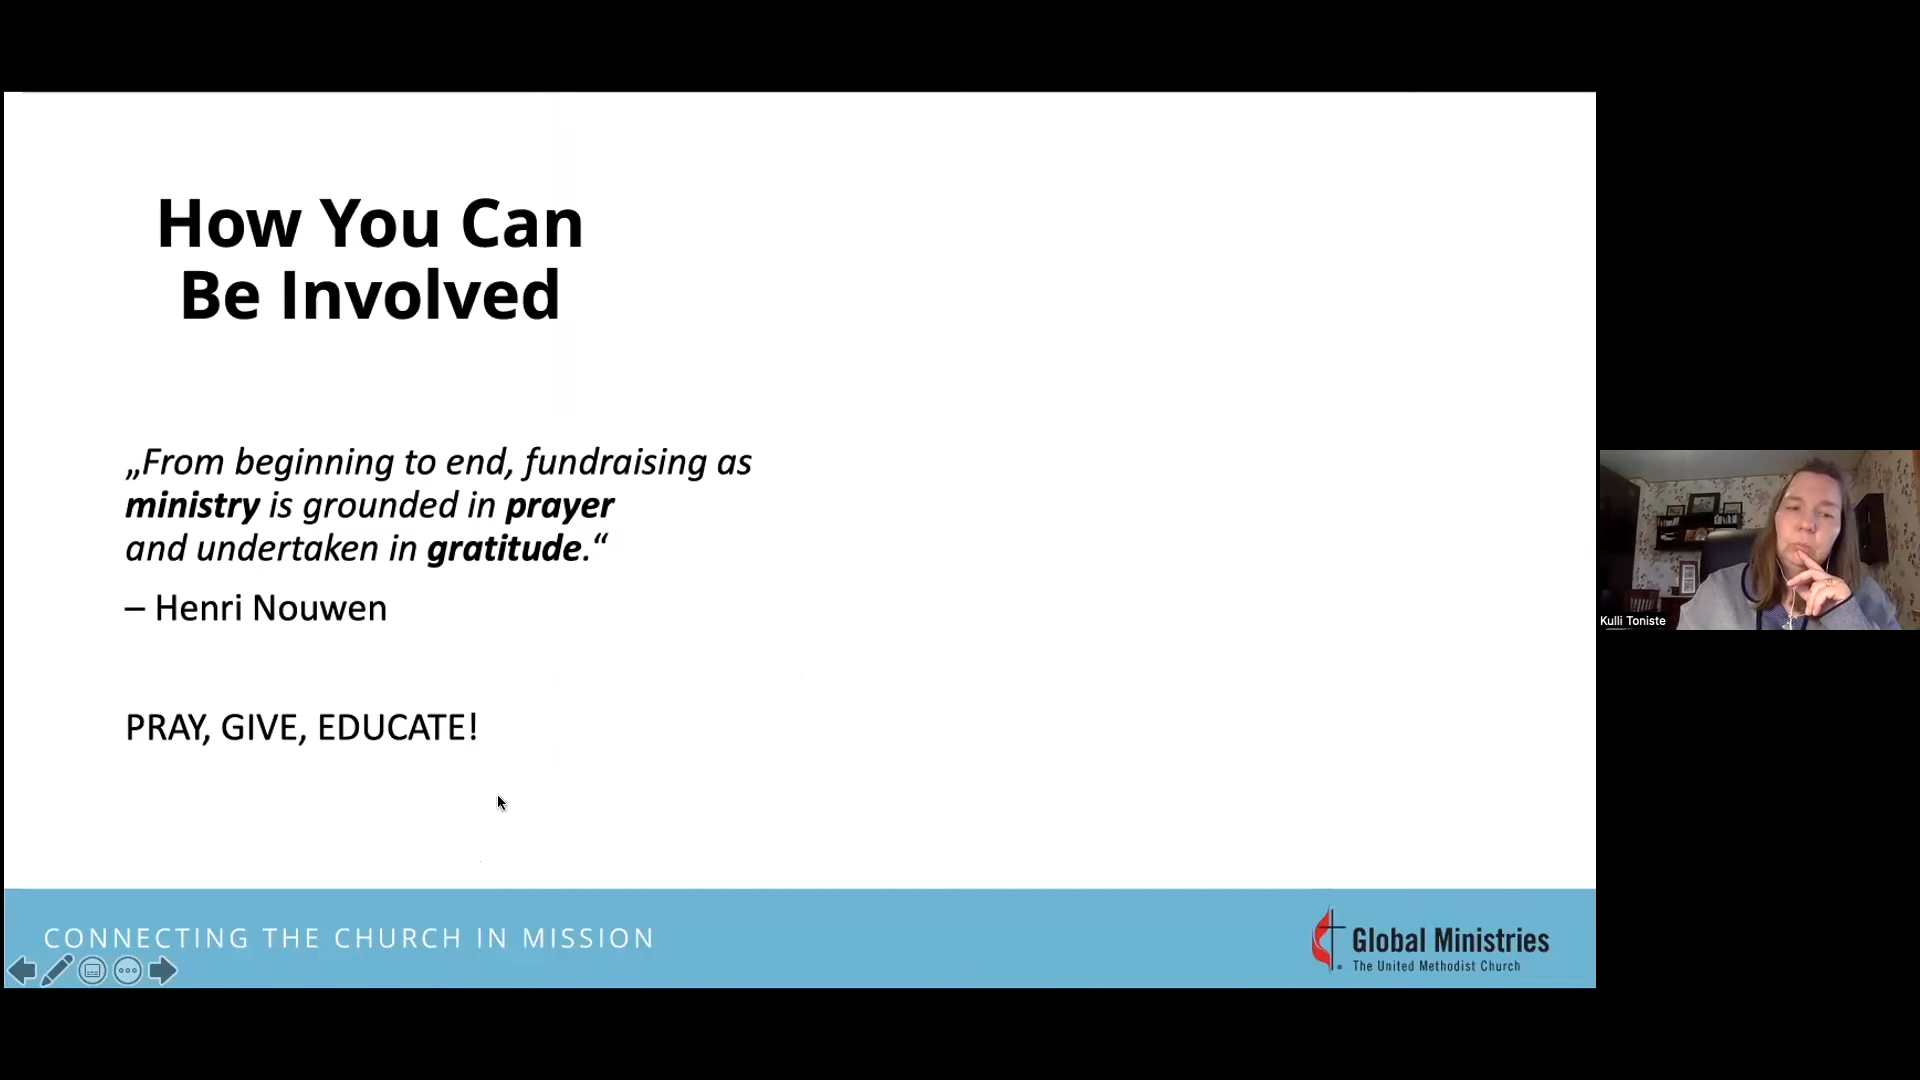 How You Can
Be Involved
„From beginning to end, fundraising as
ministry is grounded in prayer
and undertaken in gratitude.“
– Henri Nouwen
PRAY, GIVE, EDUCATE!
Kulli Toniste
CONNECTING THE CHURCH IN MISSION
Global Ministries
The United Methodist Church